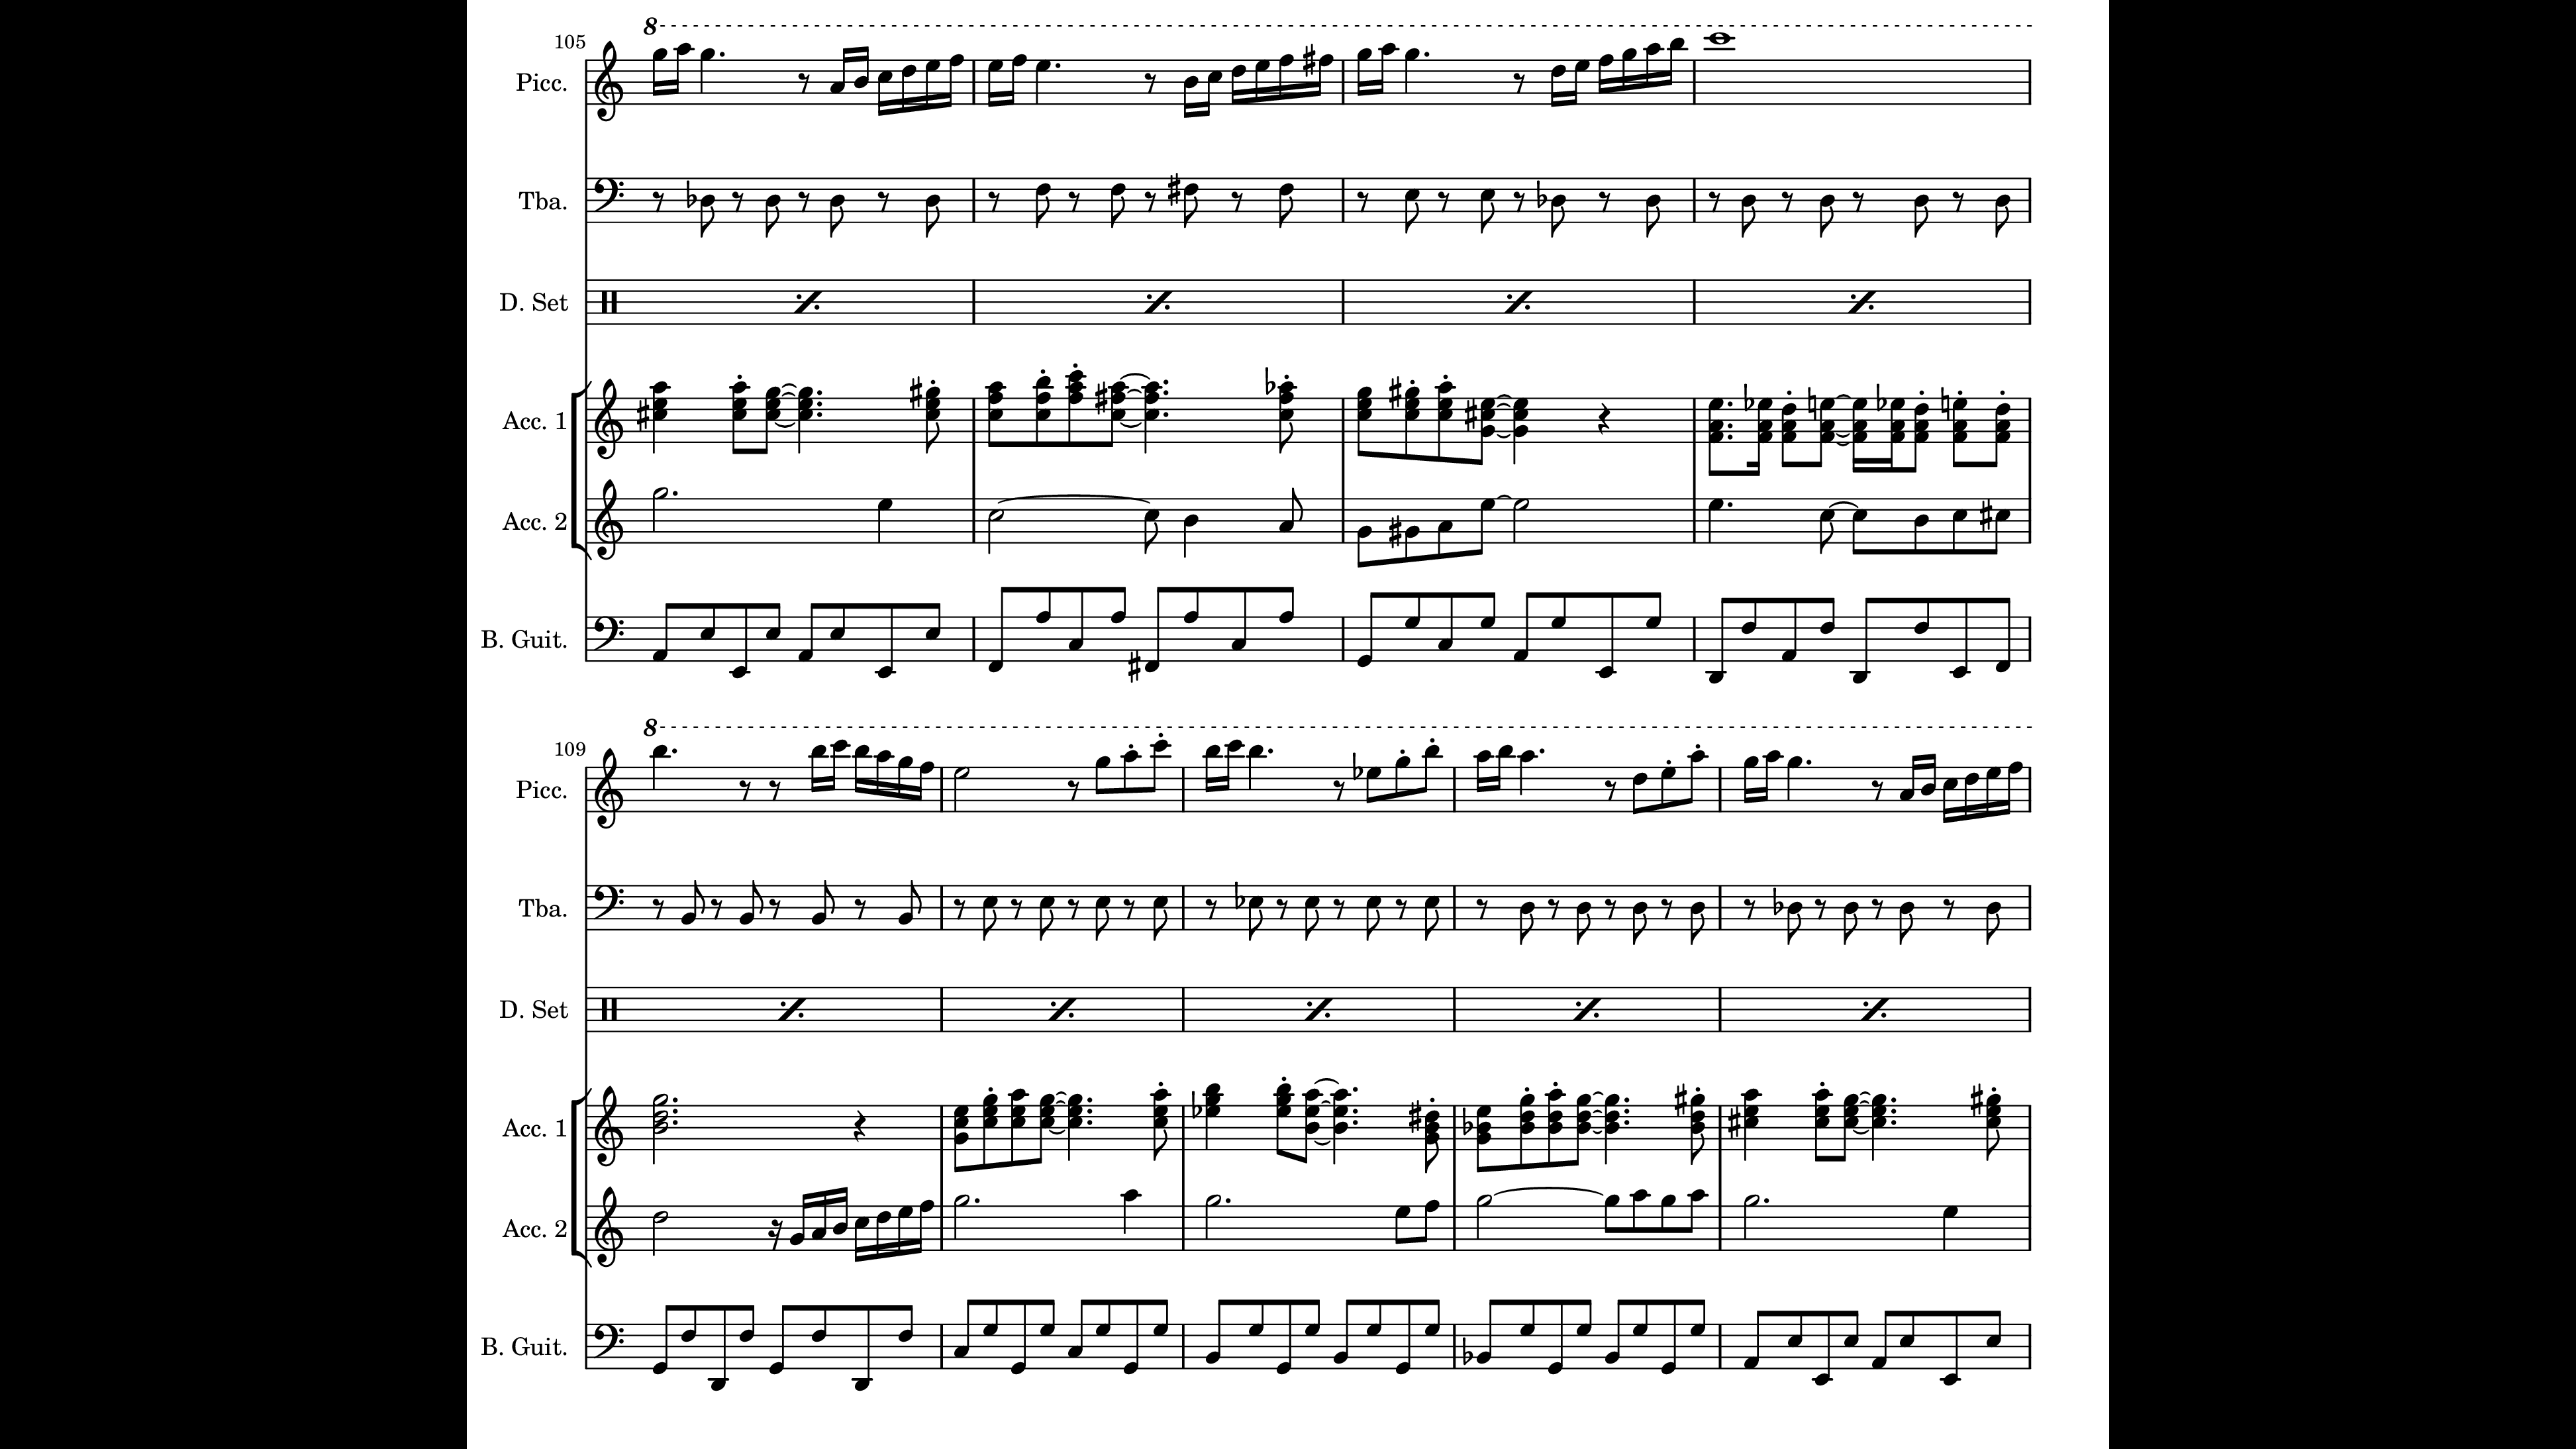 8
105
Picc.
Tba.
D. Set
Acc. 1
Acc. 2
B. Guit.
8
109
Picc.
Tba.
D. Set
Acc. 1
Acc. 2
B. Guit.